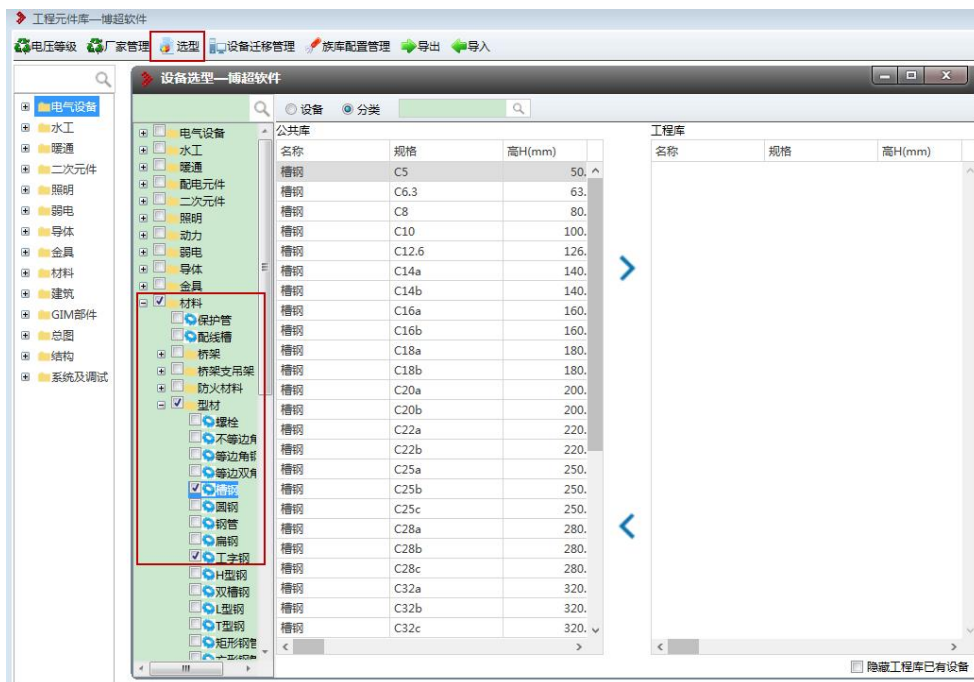 工程元件库—博超软件
电压等级 厂家管理 选型 设备迁移管理 族库配置管理 导出 导入
设备选型—博超软件
电气设备
水工
暖通
二次元件
照明
弱电
导体
金具
材料
建筑
GIM部件
总图
结构
系统及调试
设备 分类
电气设备
水工
暖通
配电元件
二次元件
照明
动力
弱电
导体
金具
材料
保护管
配线槽
桥架
桥架支吊架
防火材料
型材
螺栓
不等边角
等边角钢
等边双角
槽钢
圆钢
钢管
扁钢
工字钢
H型钢
双槽钢
L型钢
T型钢
矩形钢管
公共库
名称 规格 高H(mm)
槽钢 C5 50.
槽钢 C6.3 63.
槽钢 C8 80.
槽钢 C10 100.
槽钢 C12.6 126.
槽钢 C14a 140.
槽钢 C14b 140.
槽钢 C16a 160.
槽钢 C16b 160.
槽钢 C18a 180.
槽钢 C18b 180.
槽钢 C20a 200.
槽钢 C20b 200.
槽钢 C22a 220.
槽钢 C22b 220.
槽钢 C25a 250.
槽钢 C25b 250.
槽钢 C25c 250.
槽钢 C28a 280.
槽钢 C28b 280.
槽钢 C28c 280.
槽钢 C32a 320.
槽钢 C32b 320.
槽钢 C32c 320.
工程库
名称 规格 高H(mm)
隐藏工程库已有设备